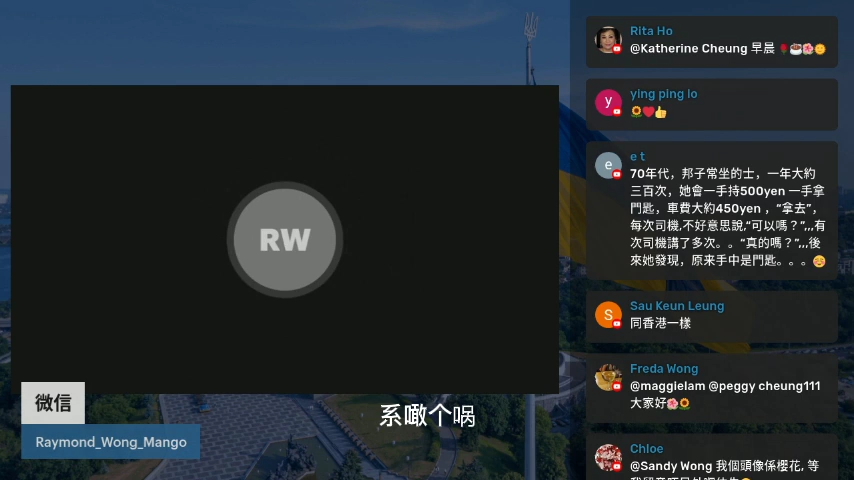 RW
微信
Raymond_Wong_Mango
系噉个㖞
Rita Ho
@Katherine Cheung 早晨
ying ping lo
e t
70年代，邦子常坐的士，一年大約
三百次，她會一手持500yen 一手拿
門匙，車費大約450yen ，“拿去”，
每次司機,不好意思說,“可以嗎？”,,,有
次司機講了多次。。“真的嗎？”,,,後
來她發現，原来手中是門匙。。。
Sau Keun Leung
同香港一樣
Freda Wong
@maggielam @peggy cheung111
大家好
Chloe
@Sandy Wong 我個頭像係櫻花, 等